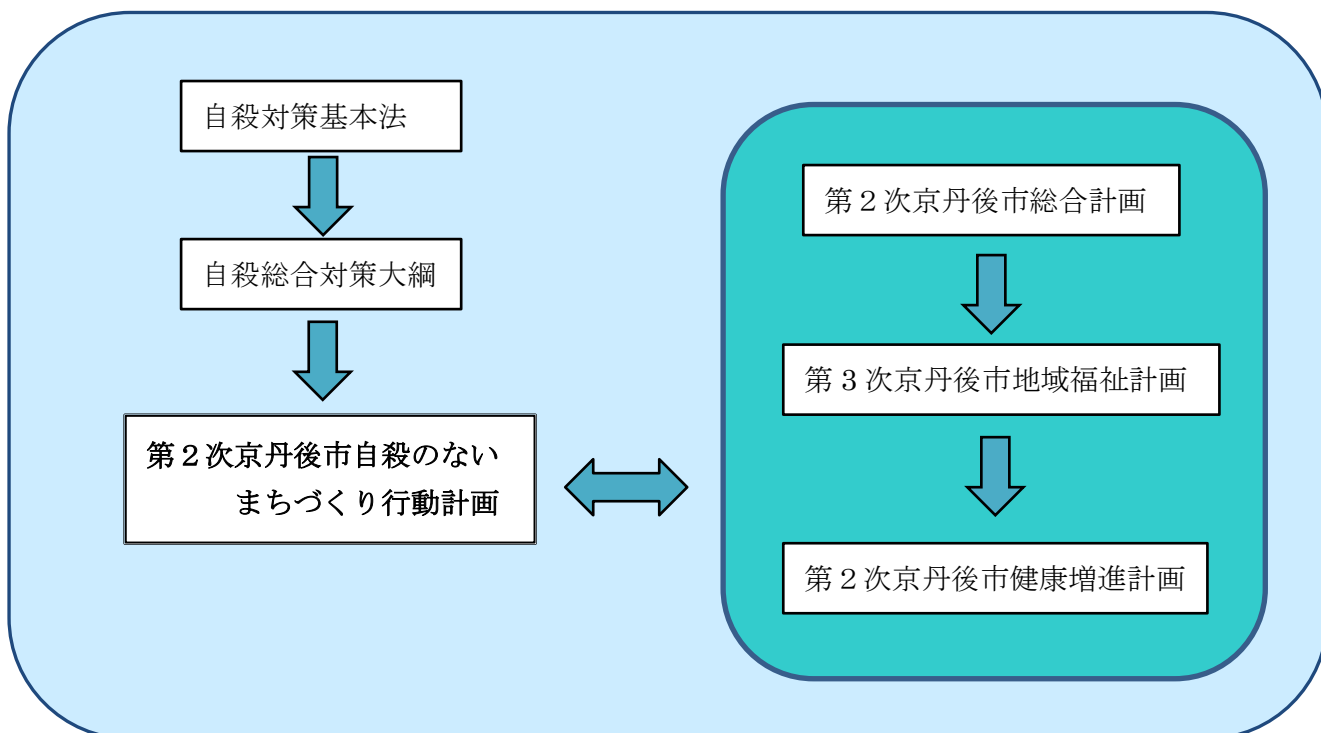 自殺対策基本法
自殺総合対策大綱
第２次京丹後市自殺のない
まちづくり行動計画
第２次京丹後市総合計画
第３次京丹後市地域福祉計画
第２次京丹後市健康増進計画